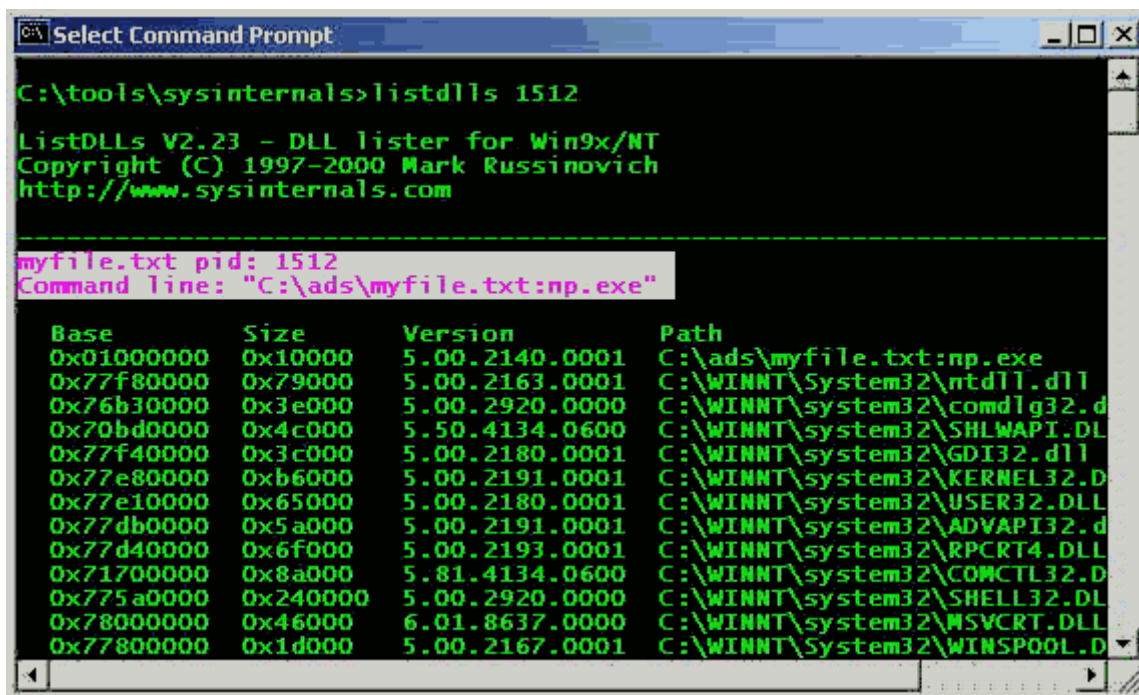 Select Command Prompt
C:\tools\sysinternals>listdlls 1512
ListDLLs V2.23 - DLL lister for Win9x/NT
Copyright (C) 1997-2000 Mark Russinovich
http://www.sysinternals.com
------------------------------------------------------------------------------
myfile.txt pid: 1512
Command line: "C:\ads\myfile.txt:np.exe"
Base Size Version Path
0x01000000 0x10000 5.00.2140.0001 C:\ads\myfile.txt:np.exe
0x77f80000 0x79000 5.00.2163.0001 C:\WINNT\System32\ntdll.dll
0x76b30000 0x3e000 5.00.2920.0000 C:\WINNT\system32\comdlg32.d
0x70bd0000 0x4c000 5.50.4134.0600 C:\WINNT\system32\SHLWAPI.DL
0x77f40000 0x3c000 5.00.2180.0001 C:\WINNT\system32\GDI32.dll
0x77e80000 0xb6000 5.00.2191.0001 C:\WINNT\system32\KERNEL32.D
0x77e10000 0x65000 5.00.2180.0001 C:\WINNT\system32\USER32.DLL
0x77db0000 0x5a000 5.00.2191.0001 C:\WINNT\system32\ADVAPI32.d
0x77d40000 0x6f000 5.00.2193.0001 C:\WINNT\system32\RPCRT4.DLL
0x71700000 0x8a000 5.81.4134.0600 C:\WINNT\system32\COMCTL32.D
0x775a0000 0x240000 5.00.2920.0000 C:\WINNT\system32\SHELL32.DL
0x78000000 0x46000 6.01.8637.0000 C:\WINNT\system32\MSVCRT.DLL
0x77800000 0x1d000 5.00.2167.0001 C:\WINNT\System32\WINSPOOL.D